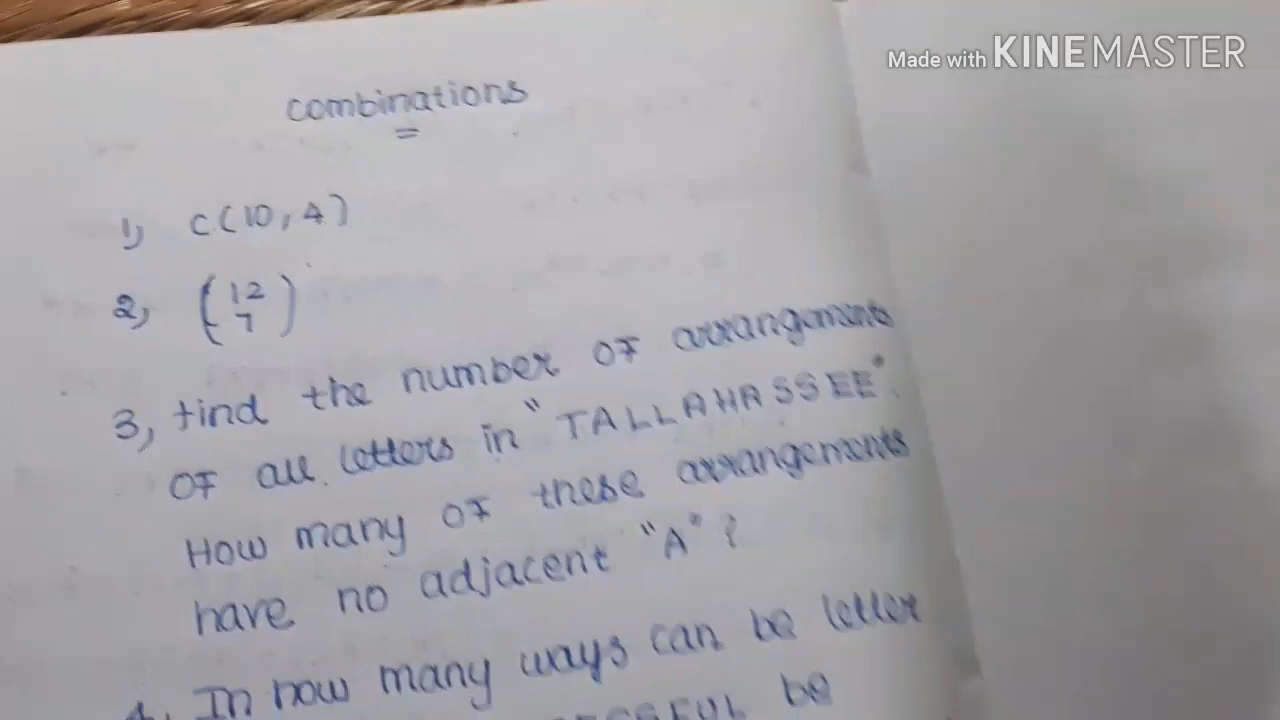 Made with KINEMASTER
combinations
1) C(10, 4)
2) (12
7)
3, find the number of arrangements
of all letters in "TALLAHASSEE".
How many of these arrangements
have no adjacent "A" ?
4. In how many ways can be letter
be